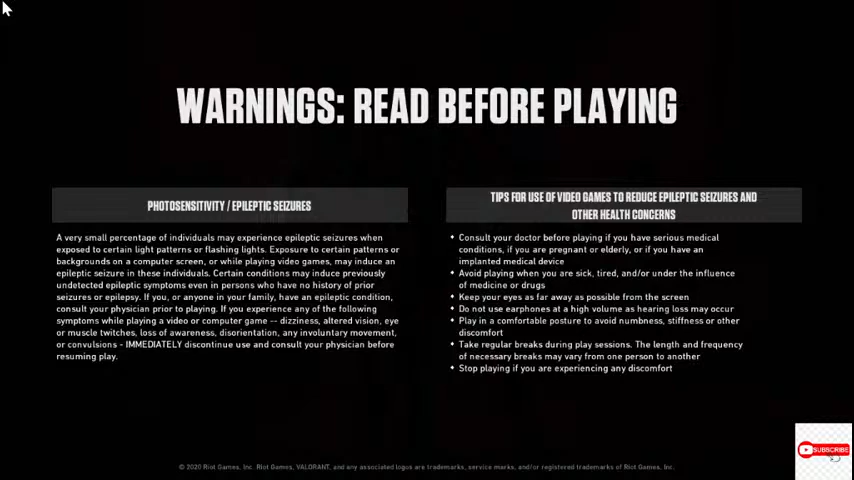 WARNINGS: READ BEFORE PLAYING
PHOTOSENSITIVITY / EPILEPTIC SEIZURES
A very small percentage of individuals may experience epileptic seizures when
exposed to certain light patterns or flashing lights. Exposure to certain patterns or
backgrounds on a computer screen, or while playing video games, may induce an
epileptic seizure in these individuals. Certain conditions may induce previously
undetected epileptic symptoms even in persons who have no history of prior
seizures or epilepsy. If you, or anyone in your family, have an epileptic condition,
consult your physician prior to playing. If you experience any of the following
symptoms while playing a video or computer game -- dizziness, altered vision, eye
or muscle twitches, loss of awareness, disorientation, any involuntary movement,
or convulsions - IMMEDIATELY discontinue use and consult your physician before
resuming play.
TIPS FOR USE OF VIDEO GAMES TO REDUCE EPILEPTIC SEIZURES AND
OTHER HEALTH CONCERNS
• Consult your doctor before playing if you have serious medical
conditions, if you are pregnant or elderly, or if you have an
implanted medical device
• Avoid playing when you are sick, tired, and/or under the influence
of medicine or drugs
• Keep your eyes as far away as possible from the screen
• Do not use earphones at a high volume as hearing loss may occur
• Play in a comfortable posture to avoid numbness, stiffness or other
discomfort
• Take regular breaks during play sessions. The length and frequency
of necessary breaks may vary from one person to another
• Stop playing if you are experiencing any discomfort
SUBSCRIBE
© 2020 Riot Games, Inc. Riot Games, VALORANT, and any associated logos are trademarks, service marks, and/or registered trademarks of Riot Games, Inc.